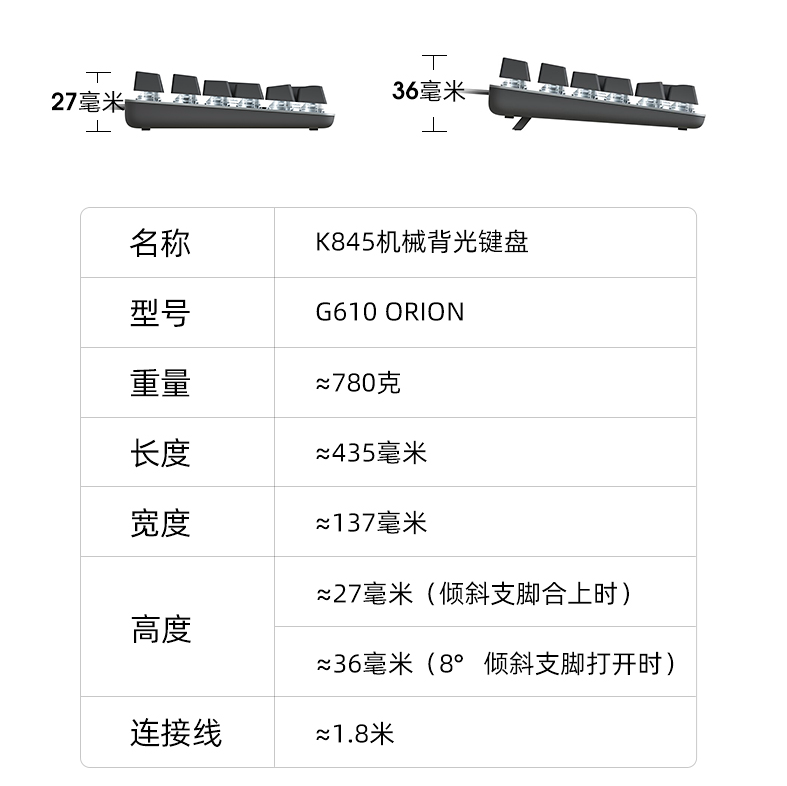 27毫米
36毫米
名称
K845机械背光键盘
型号
G610 ORION
重量
≈780克
长度
≈435毫米
宽度
≈137毫米
高度
≈27毫米（倾斜支脚合上时）
≈36毫米（8° 倾斜支脚打开时）
连接线
≈1.8米